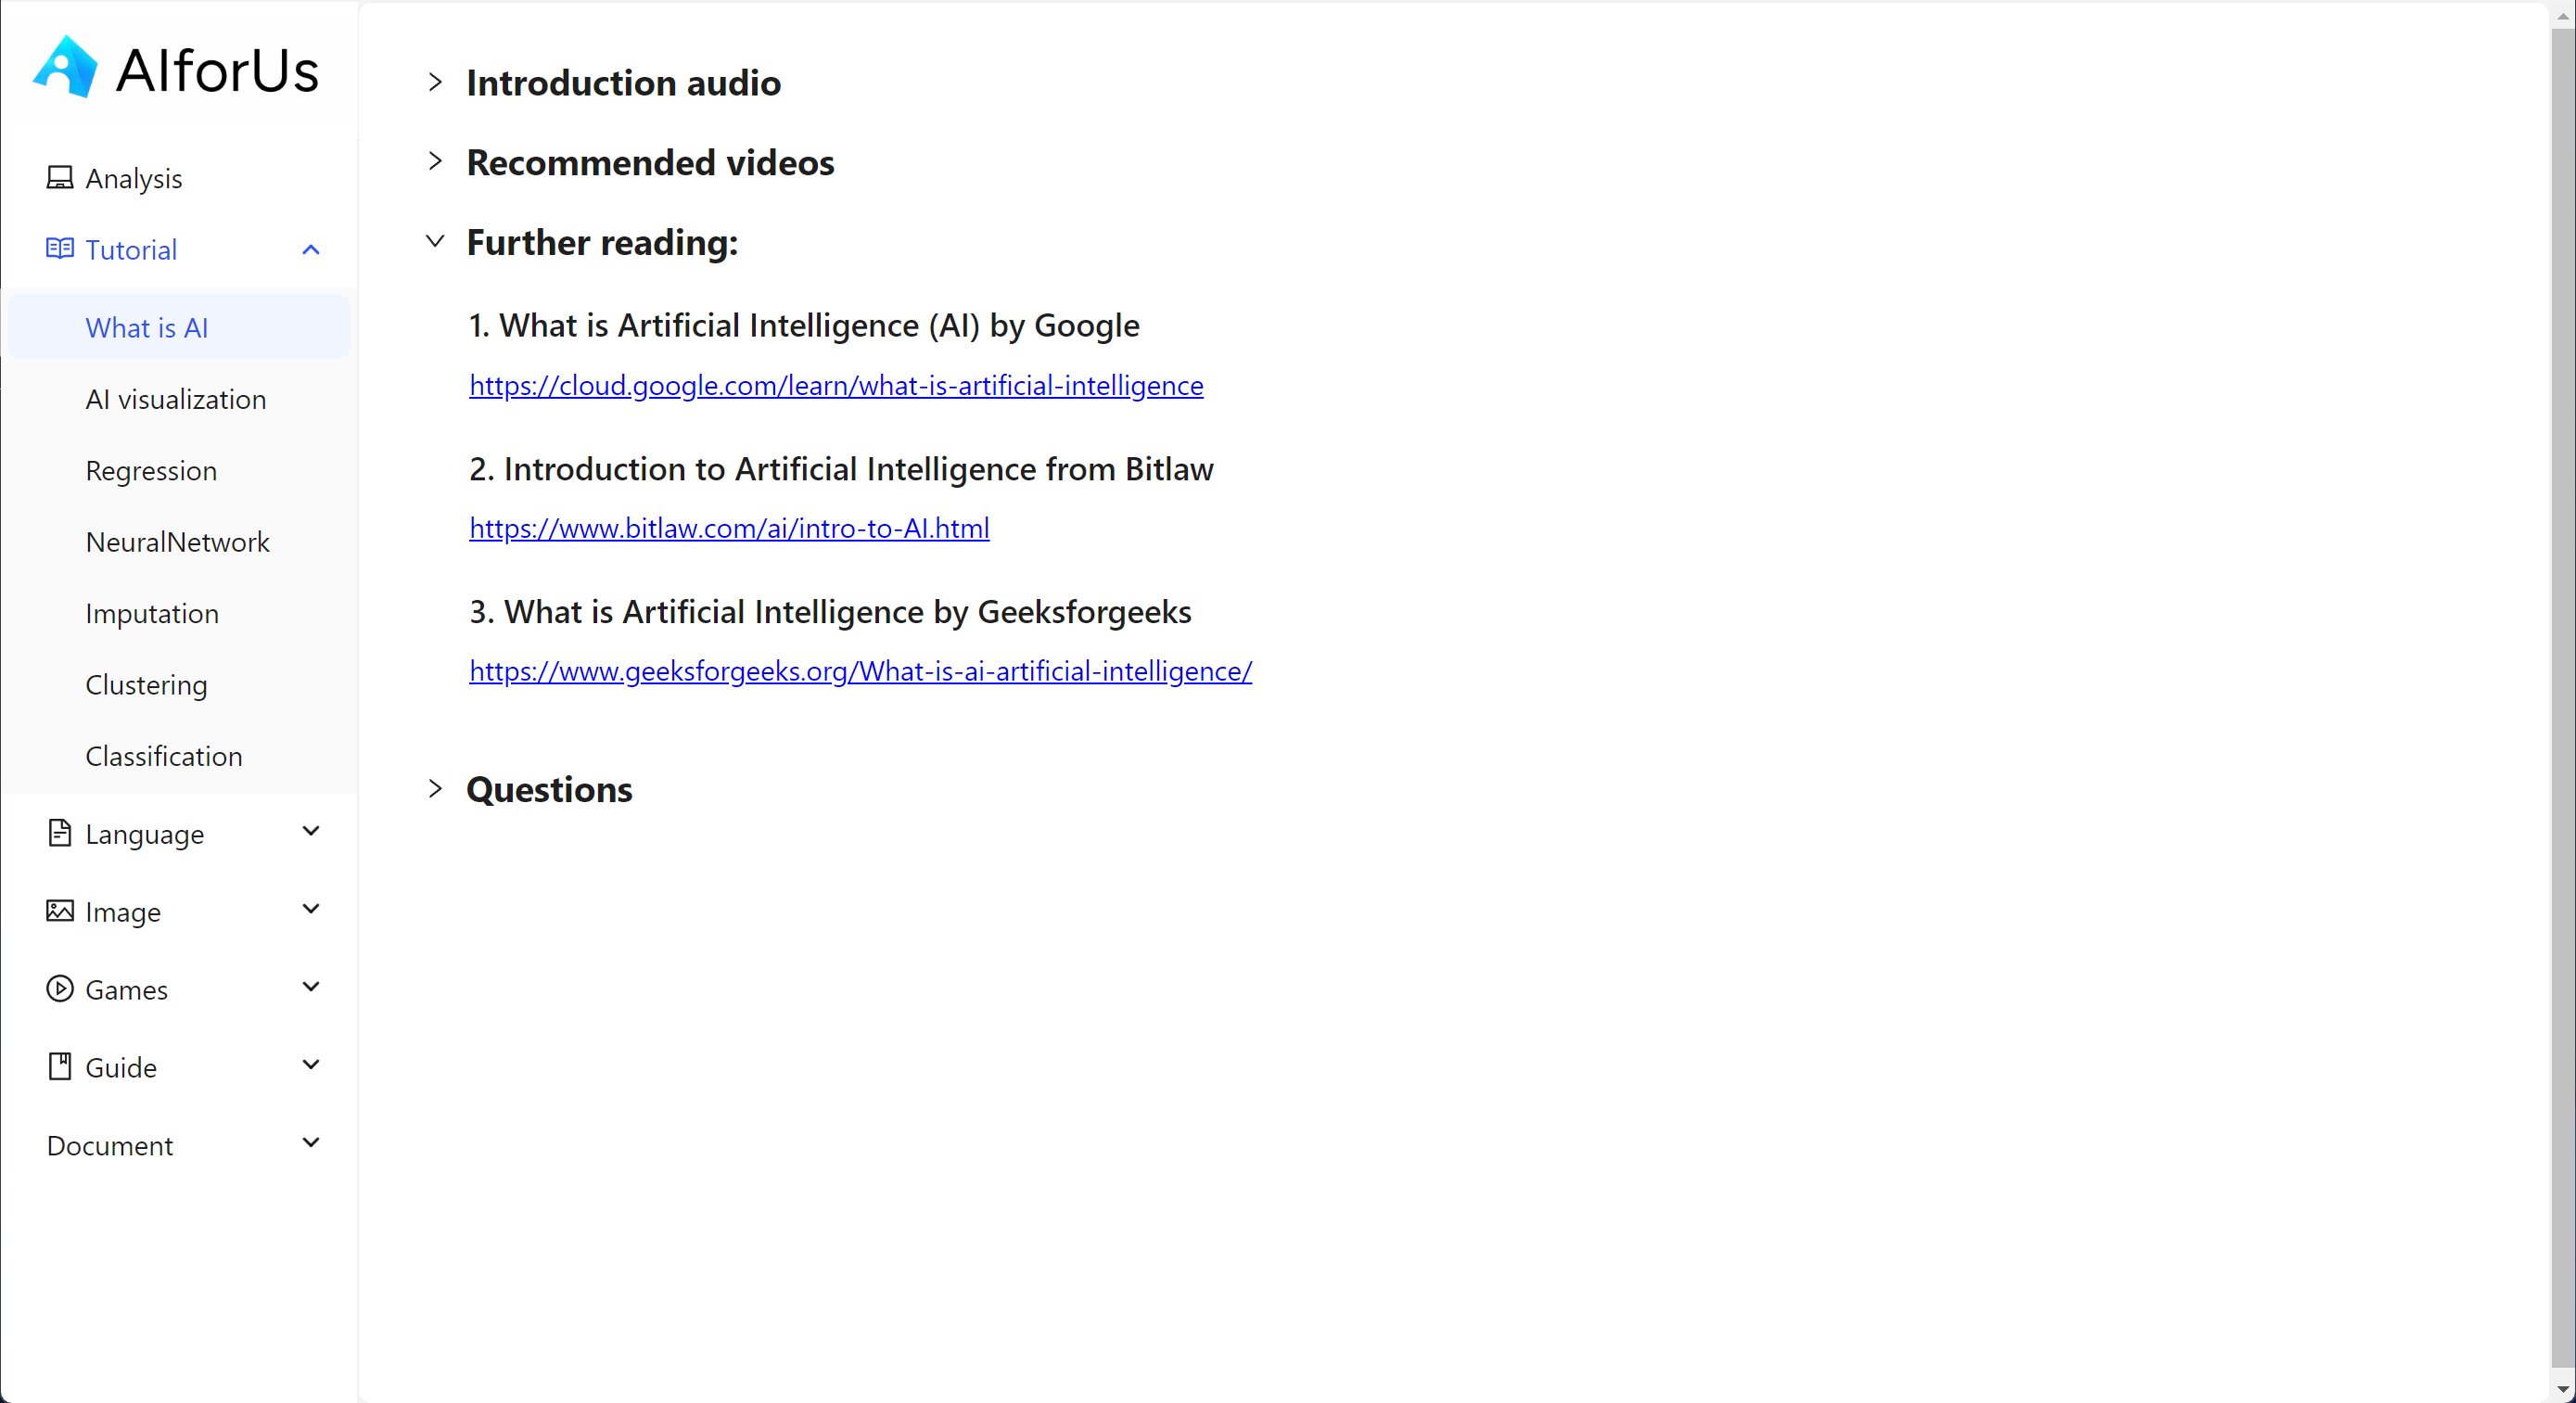 AIforUs
Analysis
Tutorial
What is AI
AI visualization
Regression
NeuralNetwork
Imputation
Clustering
Classification
Language
Image
Games
Guide
Document
Introduction audio
Recommended videos
Further reading:
1. What is Artificial Intelligence (AI) by Google
https://cloud.google.com/learn/what-is-artificial-intelligence
2. Introduction to Artificial Intelligence from Bitlaw
https://www.bitlaw.com/ai/intro-to-AI.html
3. What is Artificial Intelligence by Geeksforgeeks
https://www.geeksforgeeks.org/What-is-ai-artificial-intelligence/
Questions